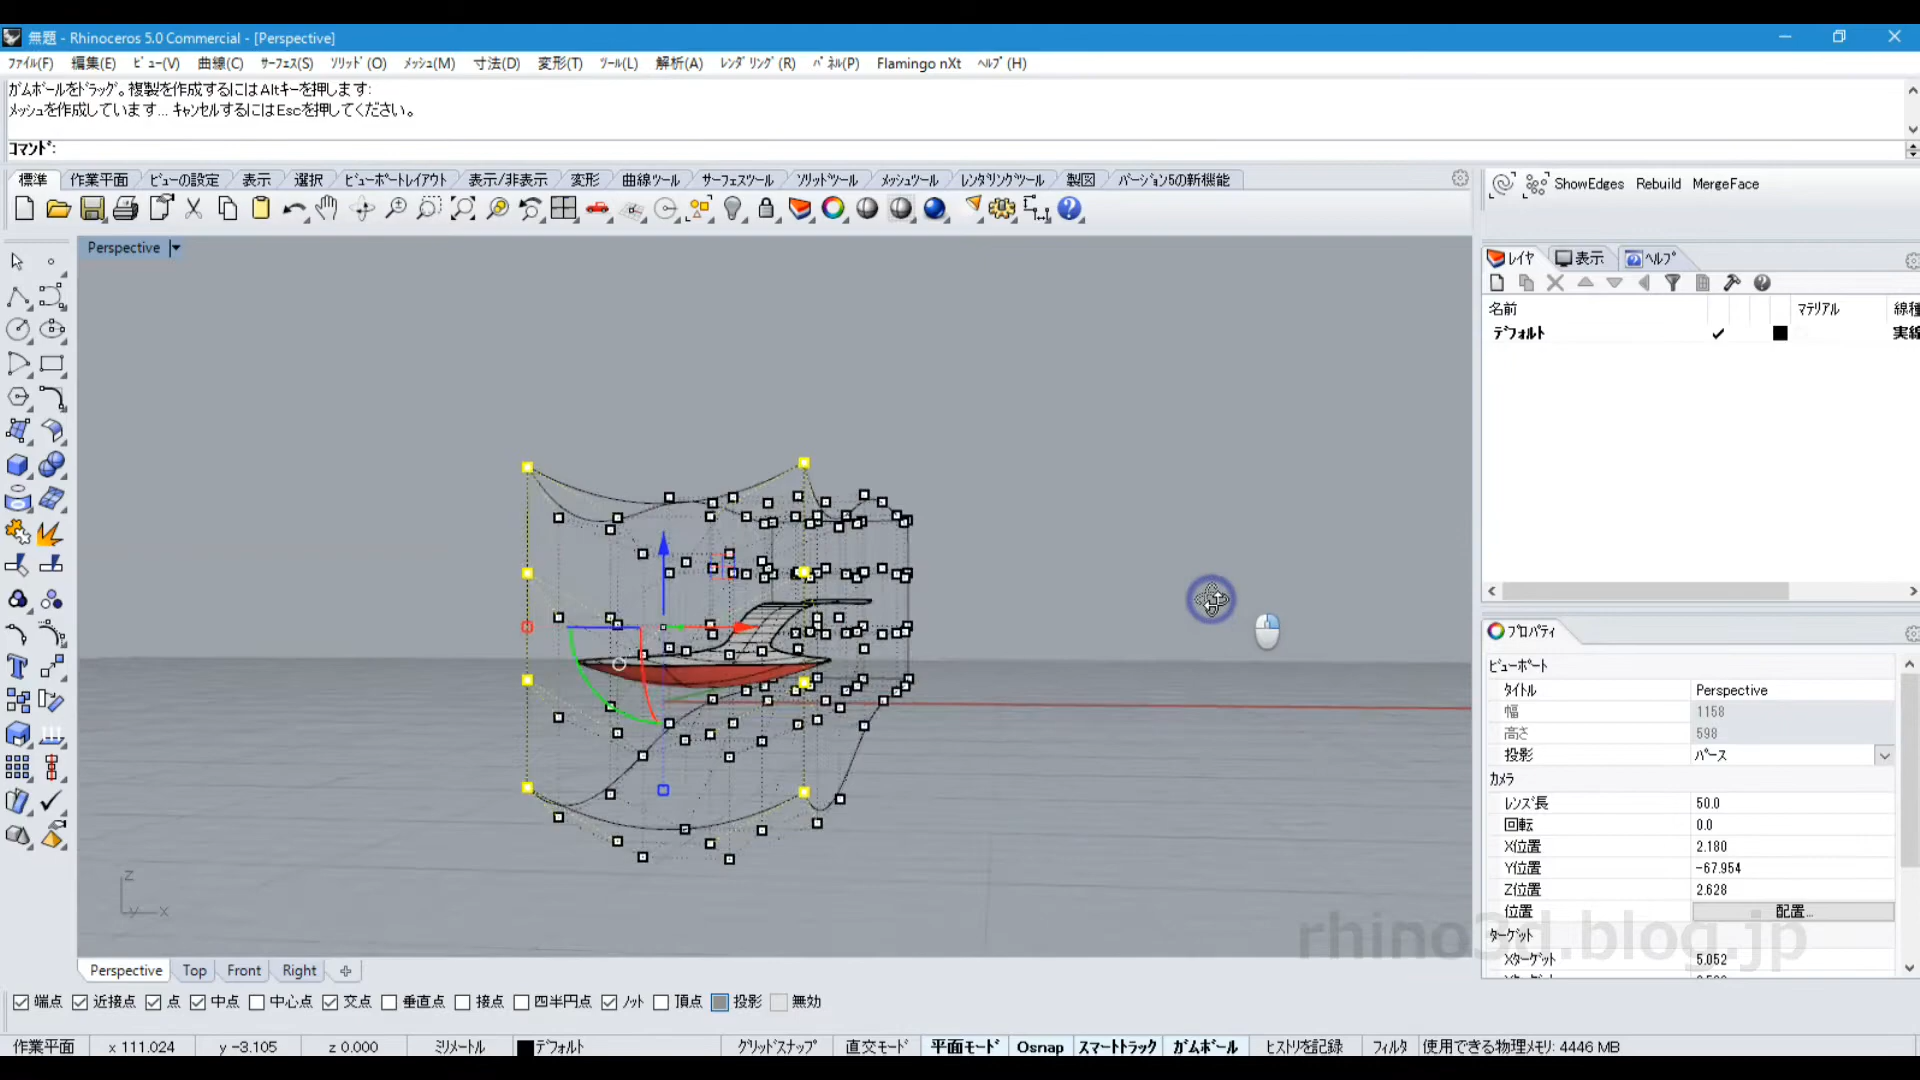 無題 - Rhinoceros 5.0 Commercial - [Perspective]
ファイル(F) 編集(E) ビュー(V) 曲線(C) サーフェス(S) ソリッド(O) メッシュ(M) 寸法(D) 変形(T) ツール(L) 解析(A) レンダリング(R) パネル(P) Flamingo nXt ヘルプ(H)
ガムボールをドラッグ。複製を作成するにはAltキーを押します:
メッシュを作成しています... キャンセルするにはEscを押してください。
コマンド:
標準 作業平面 ビューの設定 表示 選択 ビューポートレイアウト 表示/非表示 変形 曲線ツール サーフェスツール ソリッドツール メッシュツール レンダリングツール 製図 バージョン5の新機能
ShowEdges Rebuild MergeFace
Perspective
レイヤ 表示 ヘルプ
名前 マテリアル 線種
デフォルト 実線
プロパティ
ビューポート
タイトル Perspective
幅 1158
高さ 598
投影 パース
カメラ
レンズ長 50.0
回転 0.0
X位置 2.180
Y位置 -67.954
Z位置 2.628
位置 配置...
ターゲット
Xターゲット 5.052
z
y x
rhino3d.blog.jp
Perspective Top Front Right
端点 近接点 点 中点 中心点 交点 垂直点 接点 四半円点 ノット 頂点 投影 無効
作業平面 x 111.024 y -3.105 z 0.000 ミリメートル デフォルト グリッドスナップ 直交モード 平面モード Osnap スマートトラック ガムボール ヒストリを記録 フィルタ 使用できる物理メモリ: 4446 MB